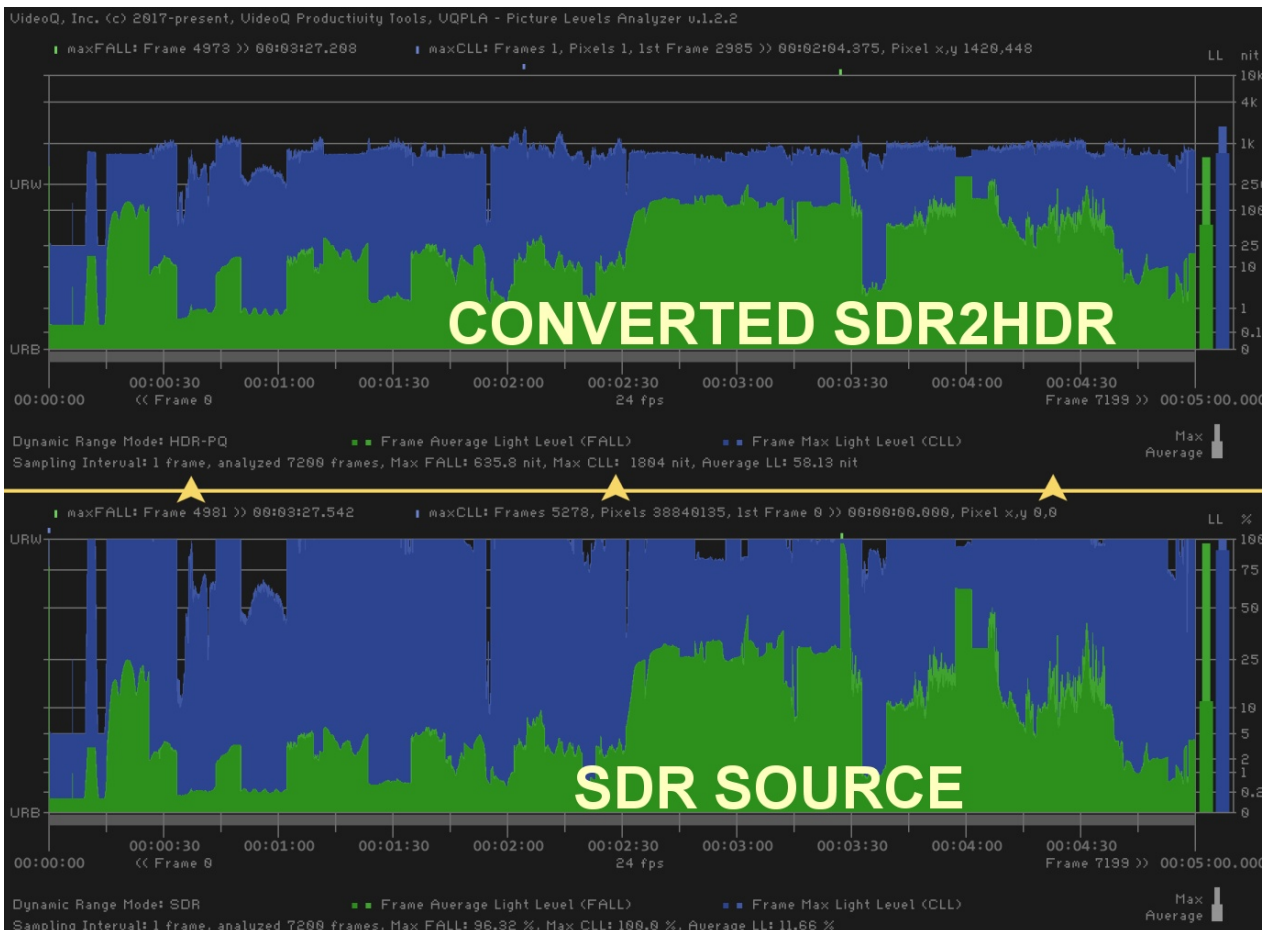 VideoQ, Inc. (c) 2017-present, VideoQ Productivity Tools, VQPLA - Picture Levels Analyzer v.1.2.2
maxFALL: Frame 4973 >> 00:03:27.208 maxCLL: Frames 1, Pixels 1, 1st Frame 2985 >> 00:02:04.375, Pixel x,y 1420,448
LL nit
10k
4k
1k
URW 250
100
25
10
CONVERTED SDR2HDR
1
0.1
URB 0
00:00:30 00:01:00 00:01:30 00:02:00 00:02:30 00:03:00 00:03:30 00:04:00 00:04:30
00:00:00 << Frame 0 24 fps Frame 7199 >> 00:05:00.000
Dynamic Range Mode: HDR-PQ Frame Average Light Level (FALL) Frame Max Light Level (CLL) Max
Average
Sampling Interval: 1 frame, analyzed 7200 frames, Max FALL: 635.8 nit, Max CLL: 1804 nit, Average LL: 58.13 nit
maxFALL: Frame 4981 >> 00:03:27.542 maxCLL: Frames 5278, Pixels 38840135, 1st Frame 0 >> 00:00:00.000, Pixel x,y 0,0
LL %
URW 100
75
50
25
10
5
SDR SOURCE
2
1
0.2
URB 0
00:00:30 00:01:00 00:01:30 00:02:00 00:02:30 00:03:00 00:03:30 00:04:00 00:04:30
00:00:00 << Frame 0 24 fps Frame 7199 >> 00:05:00.000
Dynamic Range Mode: SDR Frame Average Light Level (FALL) Frame Max Light Level (CLL) Max
Average
Sampling Interval: 1 frame, analyzed 7200 frames, Max FALL: 96.32 %, Max CLL: 100.0 %, Average LL: 11.66 %